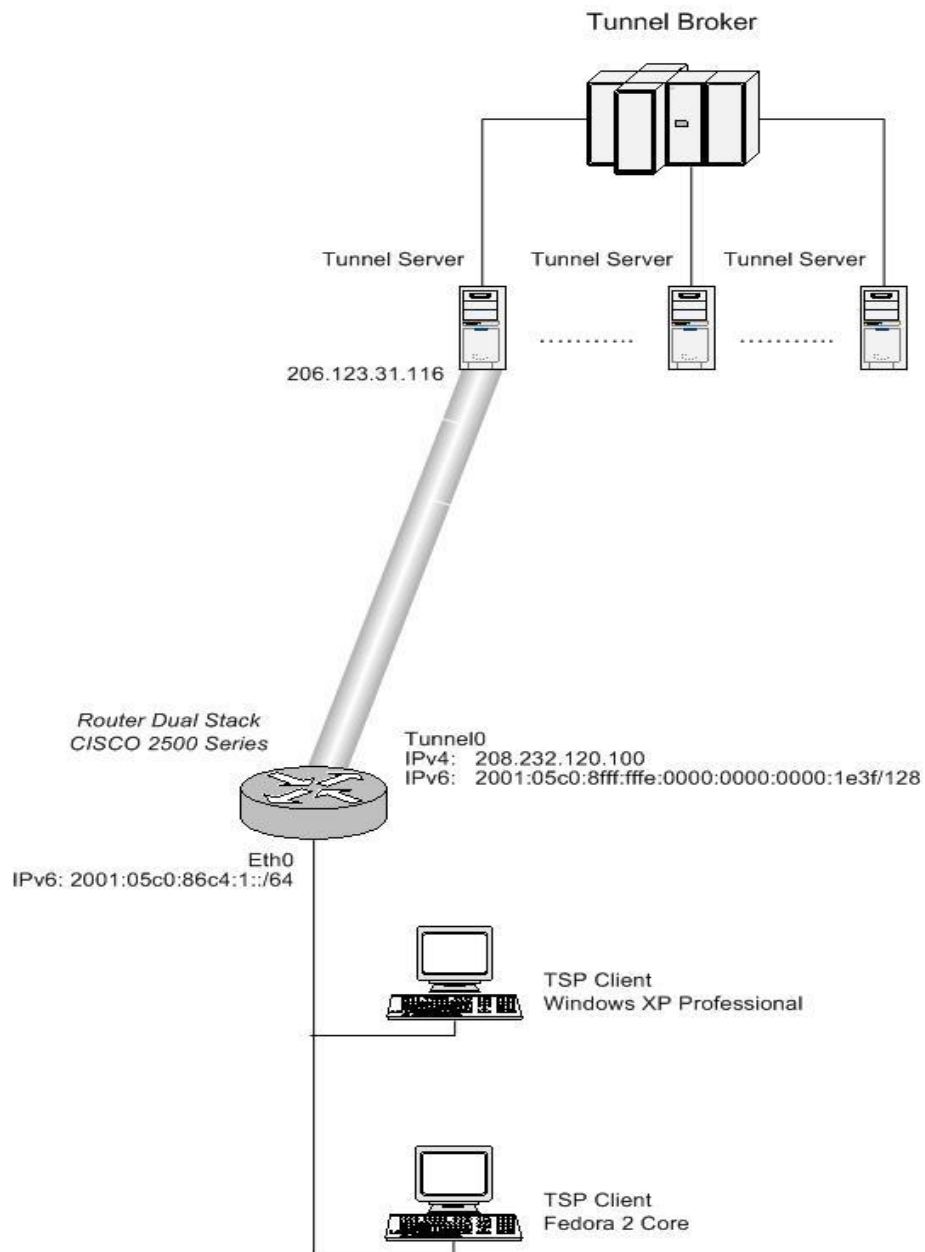 Tunnel Broker
Tunnel Server
Tunnel Server
Tunnel Server
206.123.31.116
Router Dual Stack
CISCO 2500 Series
Tunnel0
IPv4: 208.232.120.100
IPv6: 2001:05c0:8fff:fffe:0000:0000:0000:1e3f/128
Eth0
IPv6: 2001:05c0:86c4:1::/64
TSP Client
Windows XP Professional
TSP Client
Fedora 2 Core